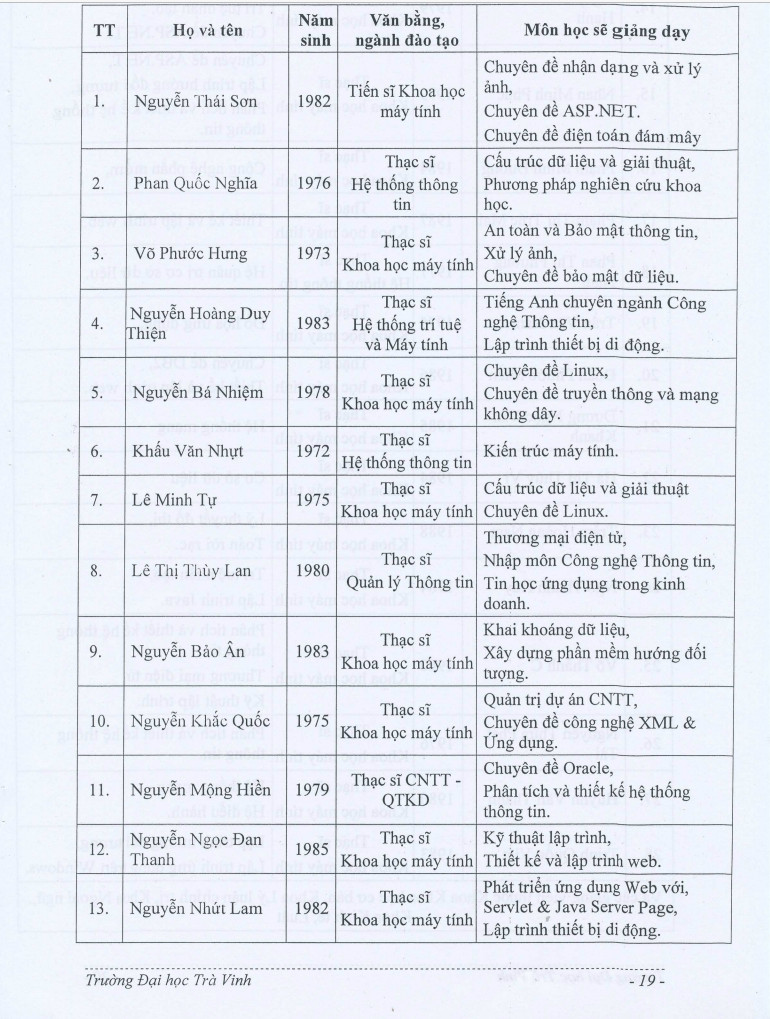 TT
Họ và tên
Năm
sinh
Văn bằng,
ngành đào tạo
Môn học sẽ giảng dạy
1.
Nguyễn Thái Sơn
1982
Tiến sĩ Khoa học
máy tính
Chuyên đề nhận dạng và xử lý
ảnh,
Chuyên đề ASP.NET.
Chuyên đề điện toán đám mây
2.
Phan Quốc Nghĩa
1976
Thạc sĩ
Hệ thống thông
tin
Cấu trúc dữ liệu và giải thuật,
Phương pháp nghiên cứu khoa
học.
3.
Võ Phước Hưng
1973
Thạc sĩ
Khoa học máy tính
An toàn và Bảo mật thông tin,
Xử lý ảnh,
Chuyên đề bảo mật dữ liệu.
4.
Nguyễn Hoàng Duy
Thiện
1983
Thạc sĩ
Hệ thống trí tuệ
và Máy tính
Tiếng Anh chuyên ngành Công
nghệ Thông tin,
Lập trình thiết bị di động.
5.
Nguyễn Bá Nhiệm
1978
Thạc sĩ
Khoa học máy tính
Chuyên đề Linux,
Chuyên đề truyền thông và mạng
không dây.
6.
Khấu Văn Nhựt
1972
Thạc sĩ
Hệ thống thông tin
Kiến trúc máy tính.
7.
Lê Minh Tự
1975
Thạc sĩ
Khoa học máy tính
Cấu trúc dữ liệu và giải thuật
Chuyên đề Linux.
8.
Lê Thị Thùy Lan
1980
Thạc sĩ
Quản lý Thông tin
Thương mại điện tử,
Nhập môn Công nghệ Thông tin,
Tin học ứng dụng trong kinh
doanh.
9.
Nguyễn Bảo Ân
1983
Thạc sĩ
Khoa học máy tính
Khai khoáng dữ liệu,
Xây dựng phần mềm hướng đối
tượng.
10.
Nguyễn Khắc Quốc
1975
Thạc sĩ
Khoa học máy tính
Quản trị dự án CNTT,
Chuyên đề công nghệ XML &
Ứng dụng.
11.
Nguyễn Mộng Hiền
1979
Thạc sĩ CNTT -
QTKD
Chuyên đề Oracle,
Phân tích và thiết kế hệ thống
thông tin.
12.
Nguyễn Ngọc Đan
Thanh
1985
Thạc sĩ
Khoa học máy tính
Kỹ thuật lập trình,
Thiết kế và lập trình web.
13.
Nguyễn Nhứt Lam
1982
Thạc sĩ
Khoa học máy tính
Phát triển ứng dụng Web với,
Servlet & Java Server Page,
Lập trình thiết bị di động.
Trường Đại học Trà Vinh
- 19 -